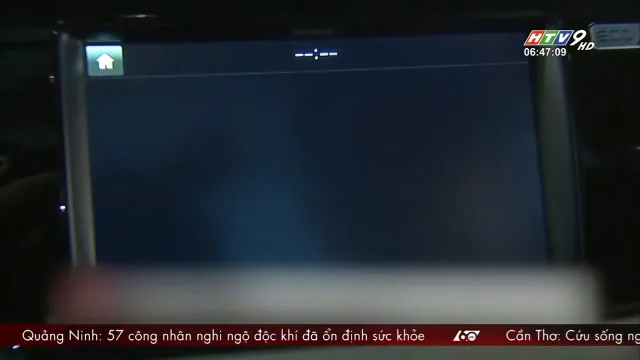 --:--
HTV9 HD
06:47:09
Quảng Ninh: 57 công nhân nghi ngộ độc khí đã ổn định sức khỏe 60 Cần Thơ: Cứu sống ng